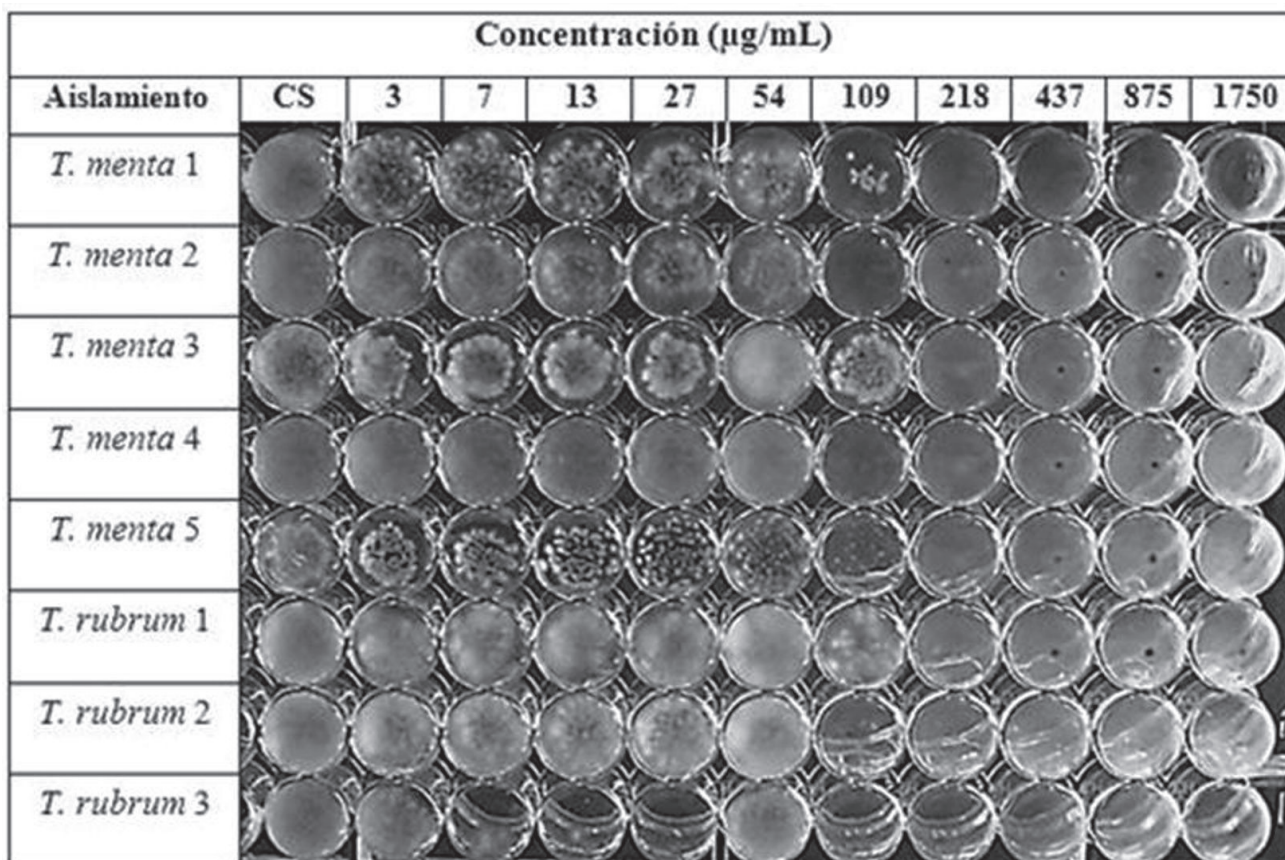 Concentración (µg/mL)
Aislamiento CS 3 7 13 27 54 109 218 437 875 1750
T. menta 1
T. menta 2
T. menta 3
T. menta 4
T. menta 5
T. rubrum 1
T. rubrum 2
T. rubrum 3